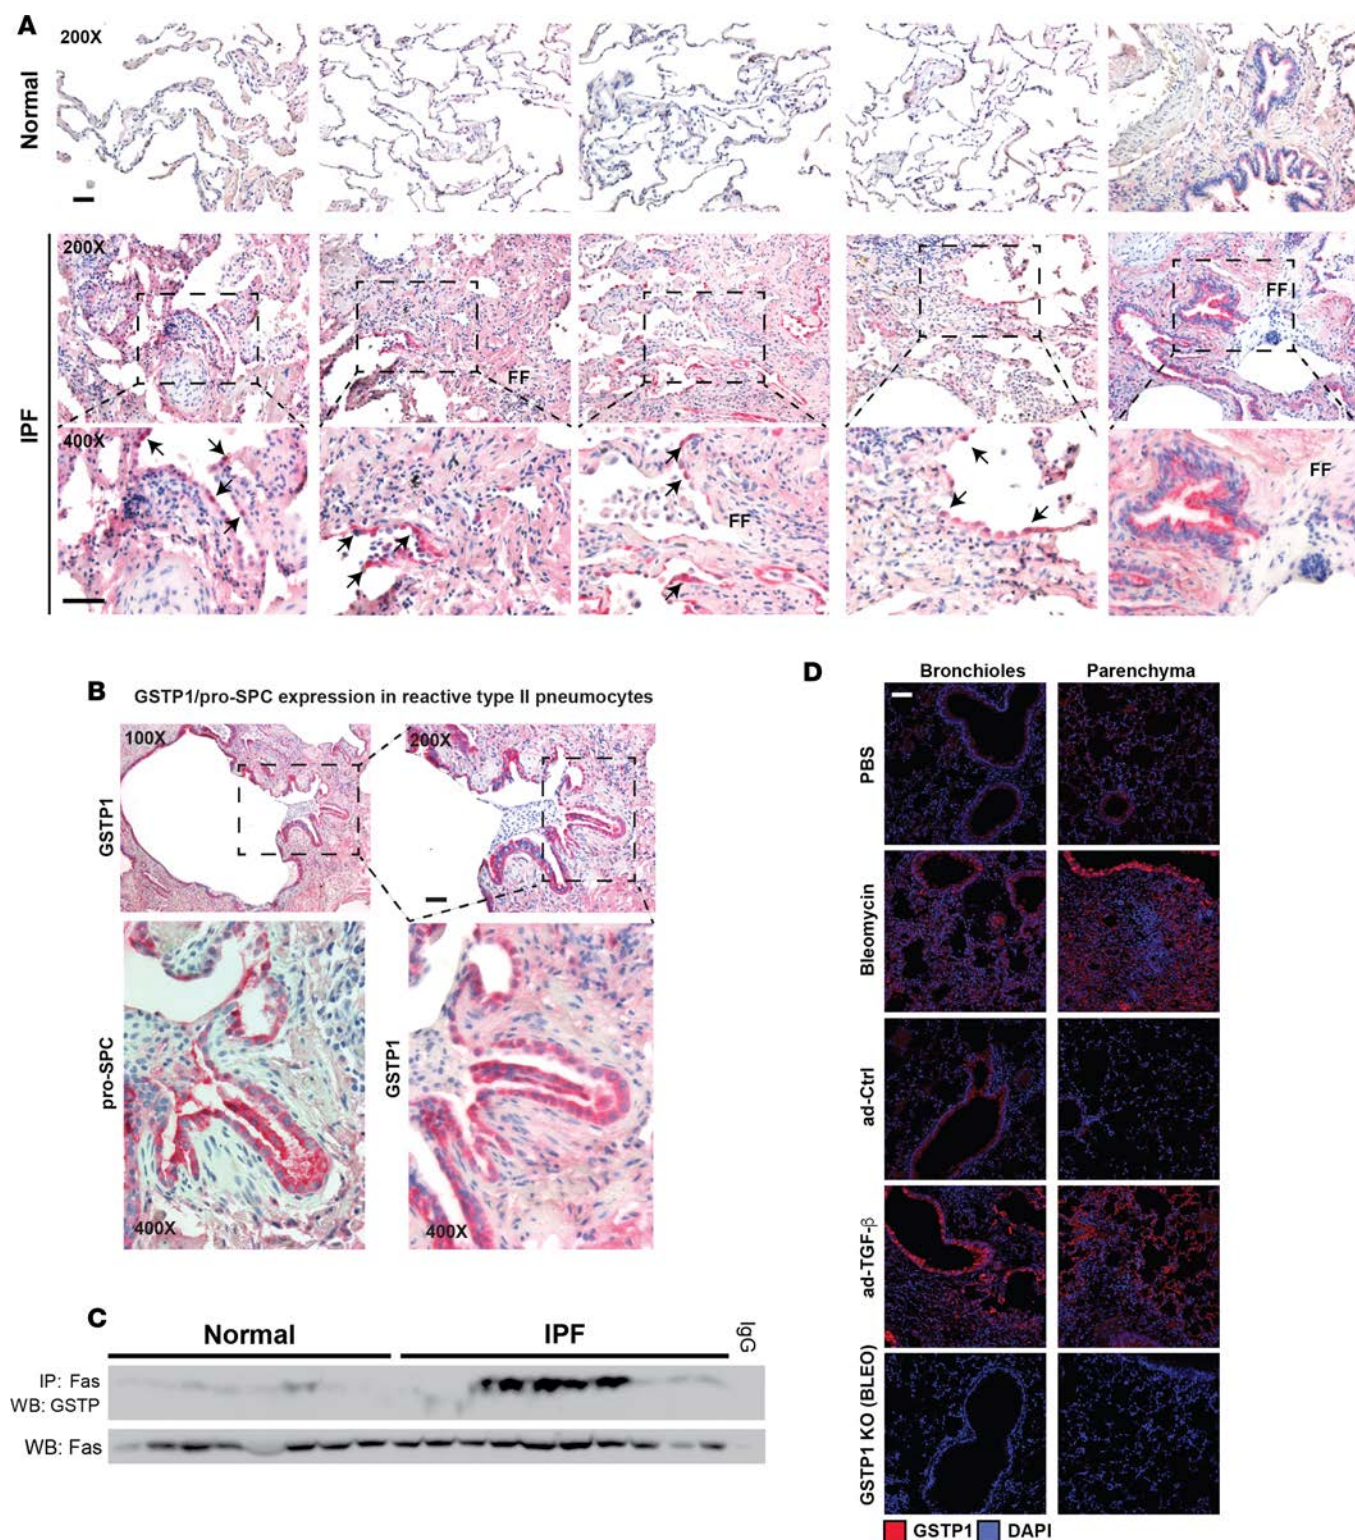 A
Normal
200X
IPF
200X
FF
FF
400X
FF
FF
B
GSTP1/pro-SPC expression in reactive type II pneumocytes
GSTP1
100X
200X
pro-SPC
400X
GSTP1
400X
C
Normal
IPF
IgG
IP: Fas
WB: GSTP
WB: Fas
D
Bronchioles
Parenchyma
PBS
Bleomycin
ad-Ctrl
ad-TGF-β
GSTP1 KO (BLEO)
GSTP1
DAPI